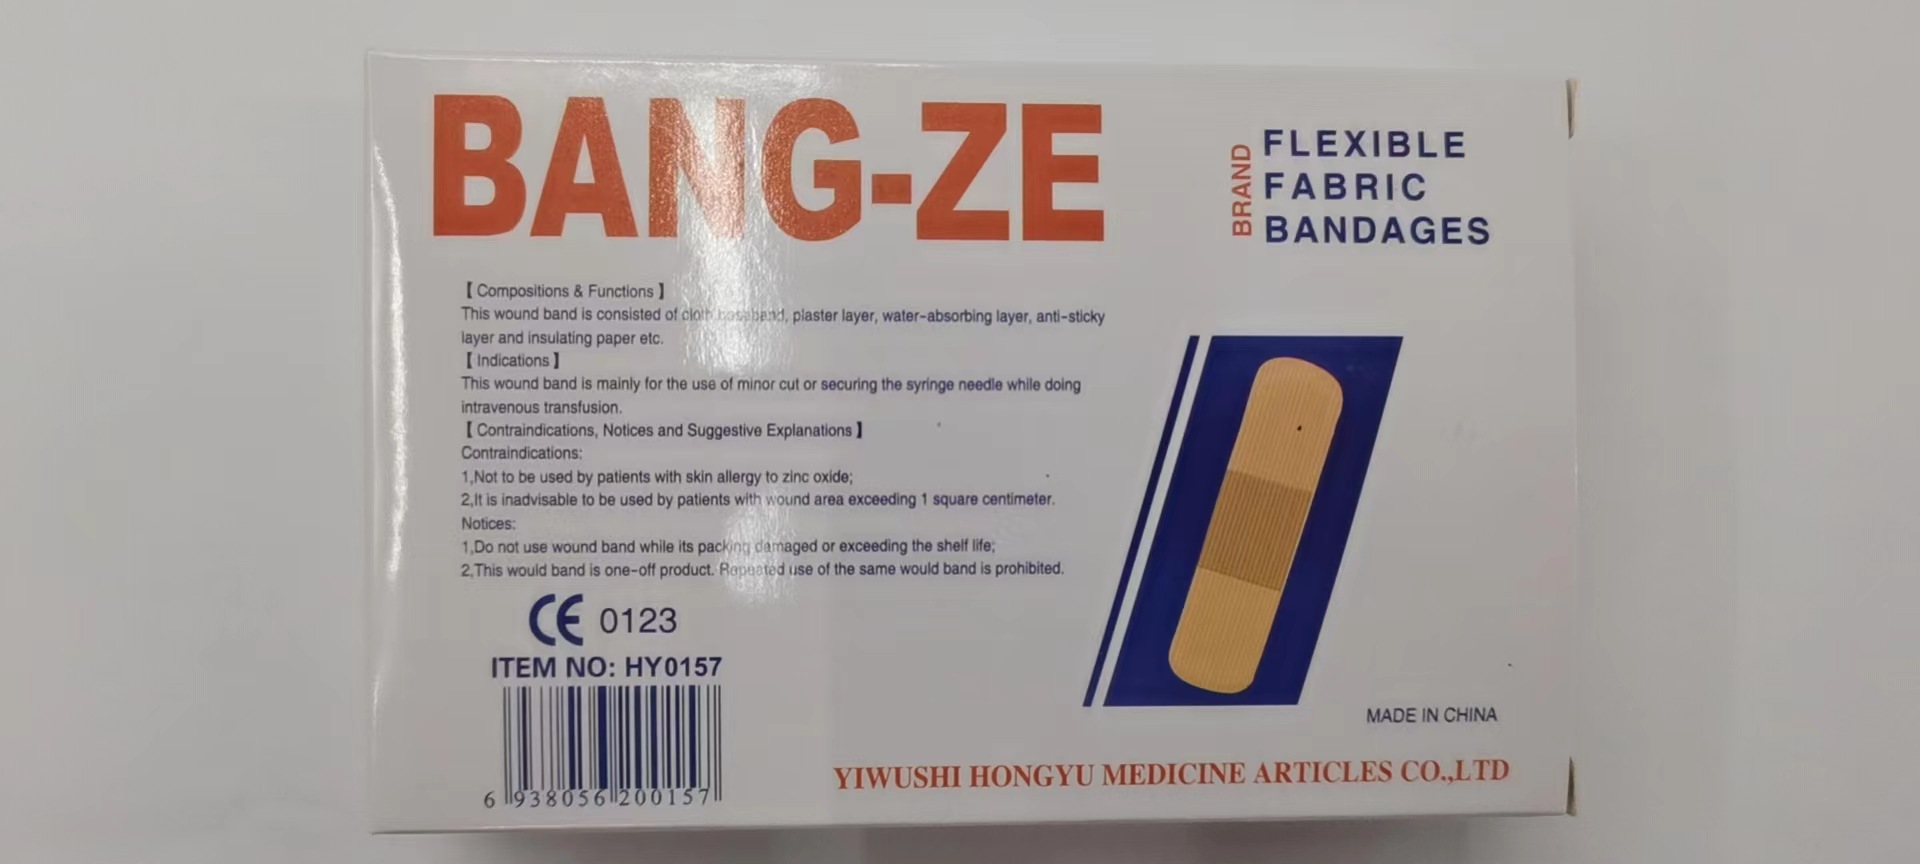 BANG-ZE
BRAND
FLEXIBLE
FABRIC
BANDAGES
【 Compositions & Functions 】
This wound band is consisted of cloth baseband, plaster layer, water-absorbing layer, anti-sticky
layer and insulating paper etc.
【 Indications 】
This wound band is mainly for the use of minor cut or securing the syringe needle while doing
intravenous transfusion.
【 Contraindications, Notices and Suggestive Explanations 】
Contraindications:
1,Not to be used by patients with skin allergy to zinc oxide;
2,It is inadvisable to be used by patients with wound area exceeding 1 square centimeter.
Notices:
1,Do not use wound band while its packing damaged or exceeding the shelf life;
2,This would band is one-off product. Repeated use of the same would band is prohibited.
CE 0123
ITEM NO: HY0157
6 938056 200157
MADE IN CHINA
YIWUSHI HONGYU MEDICINE ARTICLES CO.,LTD